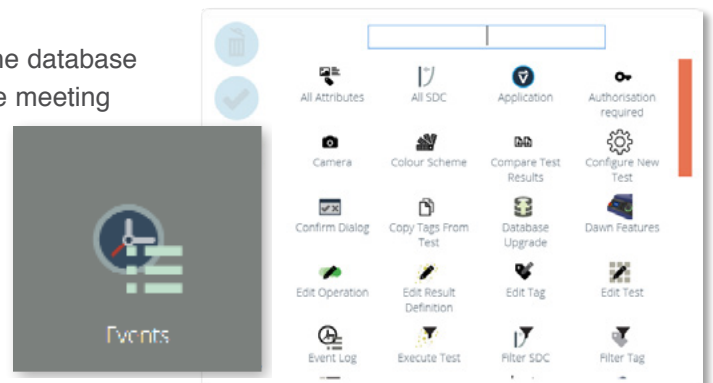 ne database
e meeting
Events
All Attributes
All SDC
Application
Authorisation
required
Camera
Colour Scheme
Compare Test
Results
Configure New
Test
Confirm Dialog
Copy Tags From
Test
Database
Upgrade
Dawn Features
Edit Operation
Edit Result
Definition
Edit Tag
Edit Test
Event Log
Execute Test
Filter SDC
Filter Tag